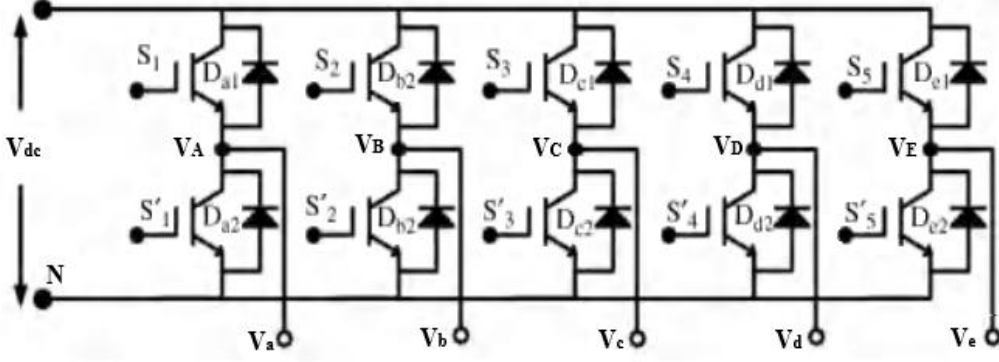 S1 Da1 S2 Db2 S3 Dc1 S4 Dd1 S5 De1
Vdc VA VB VC VD VE
S'1 Da2 S'2 Db2 S'3 Dc2 S'4 Dd2 S'5 De2
N
Va Vb Vc Vd Ve